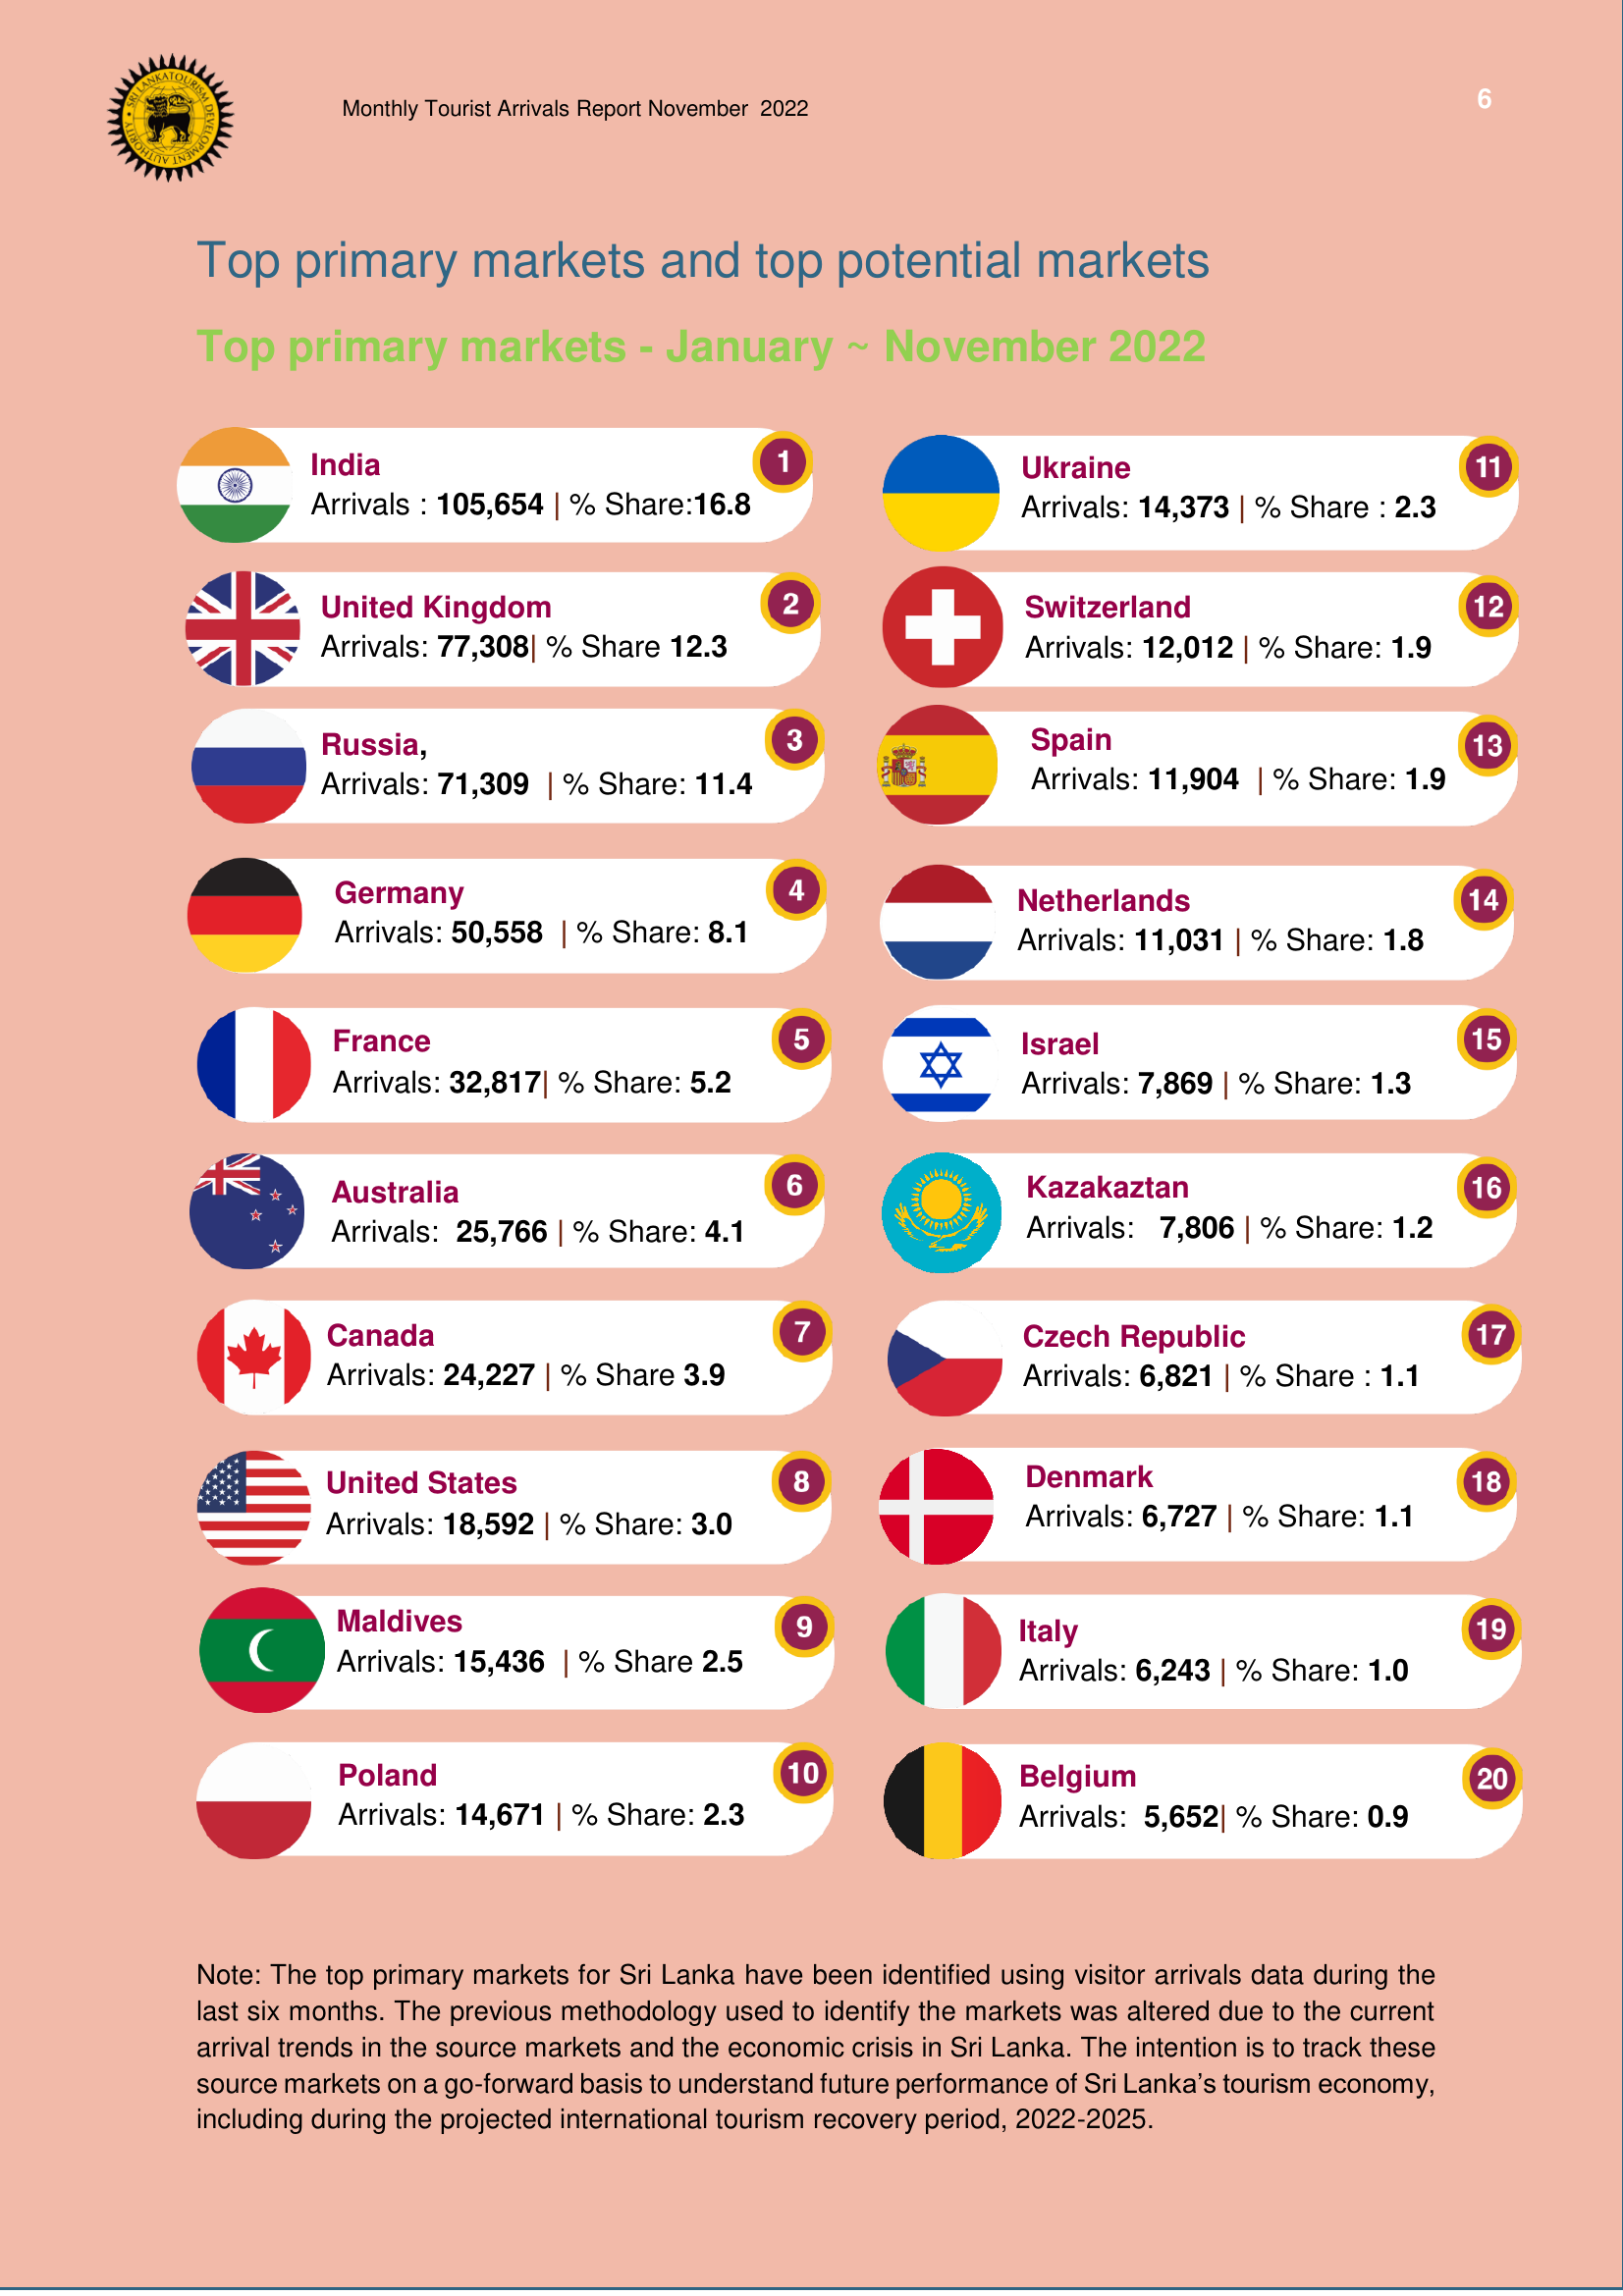 SRI LANKA TOURISM DEVELOPMENT AUTHORITY
Monthly Tourist Arrivals Report November 2022
6
Top primary markets and top potential markets
Top primary markets - January ~ November 2022
India
Arrivals : 105,654 | % Share:16.8
1
United Kingdom
Arrivals: 77,308| % Share 12.3
2
Russia,
Arrivals: 71,309 | % Share: 11.4
3
Germany
Arrivals: 50,558 | % Share: 8.1
4
France
Arrivals: 32,817| % Share: 5.2
5
Australia
Arrivals: 25,766 | % Share: 4.1
6
Canada
Arrivals: 24,227 | % Share 3.9
7
United States
Arrivals: 18,592 | % Share: 3.0
8
Maldives
Arrivals: 15,436 | % Share 2.5
9
Poland
Arrivals: 14,671 | % Share: 2.3
10
Ukraine
Arrivals: 14,373 | % Share : 2.3
11
Switzerland
Arrivals: 12,012 | % Share: 1.9
12
Spain
Arrivals: 11,904 | % Share: 1.9
13
Netherlands
Arrivals: 11,031 | % Share: 1.8
14
Israel
Arrivals: 7,869 | % Share: 1.3
15
Kazakaztan
Arrivals: 7,806 | % Share: 1.2
16
Czech Republic
Arrivals: 6,821 | % Share : 1.1
17
Denmark
Arrivals: 6,727 | % Share: 1.1
18
Italy
Arrivals: 6,243 | % Share: 1.0
19
Belgium
Arrivals: 5,652| % Share: 0.9
20
Note: The top primary markets for Sri Lanka have been identified using visitor arrivals data during the
last six months. The previous methodology used to identify the markets was altered due to the current
arrival trends in the source markets and the economic crisis in Sri Lanka. The intention is to track these
source markets on a go-forward basis to understand future performance of Sri Lanka’s tourism economy,
including during the projected international tourism recovery period, 2022-2025.